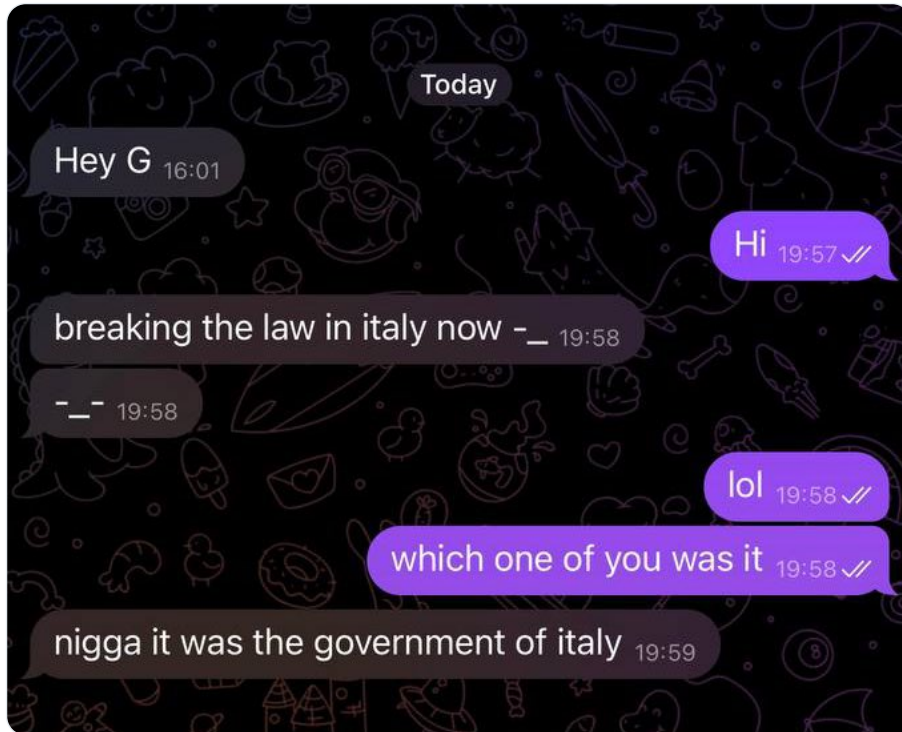 Today
Hey G 16:01
Hi 19:57
breaking the law in italy now -_ 19:58
-_- 19:58
lol 19:58
which one of you was it 19:58
nigga it was the government of italy 19:59